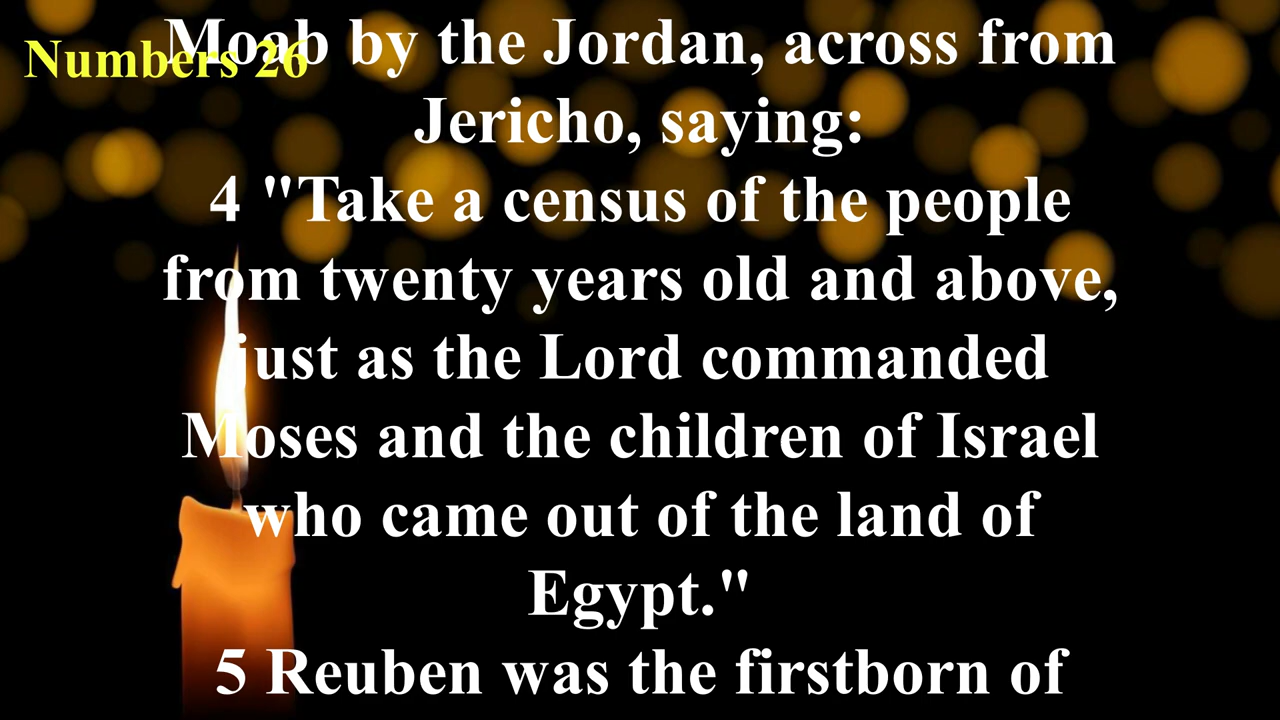 Numbers 26
Moab by the Jordan, across from
Jericho, saying:
4 "Take a census of the people
from twenty years old and above,
just as the Lord commanded
Moses and the children of Israel
who came out of the land of
Egypt."
5 Reuben was the firstborn of